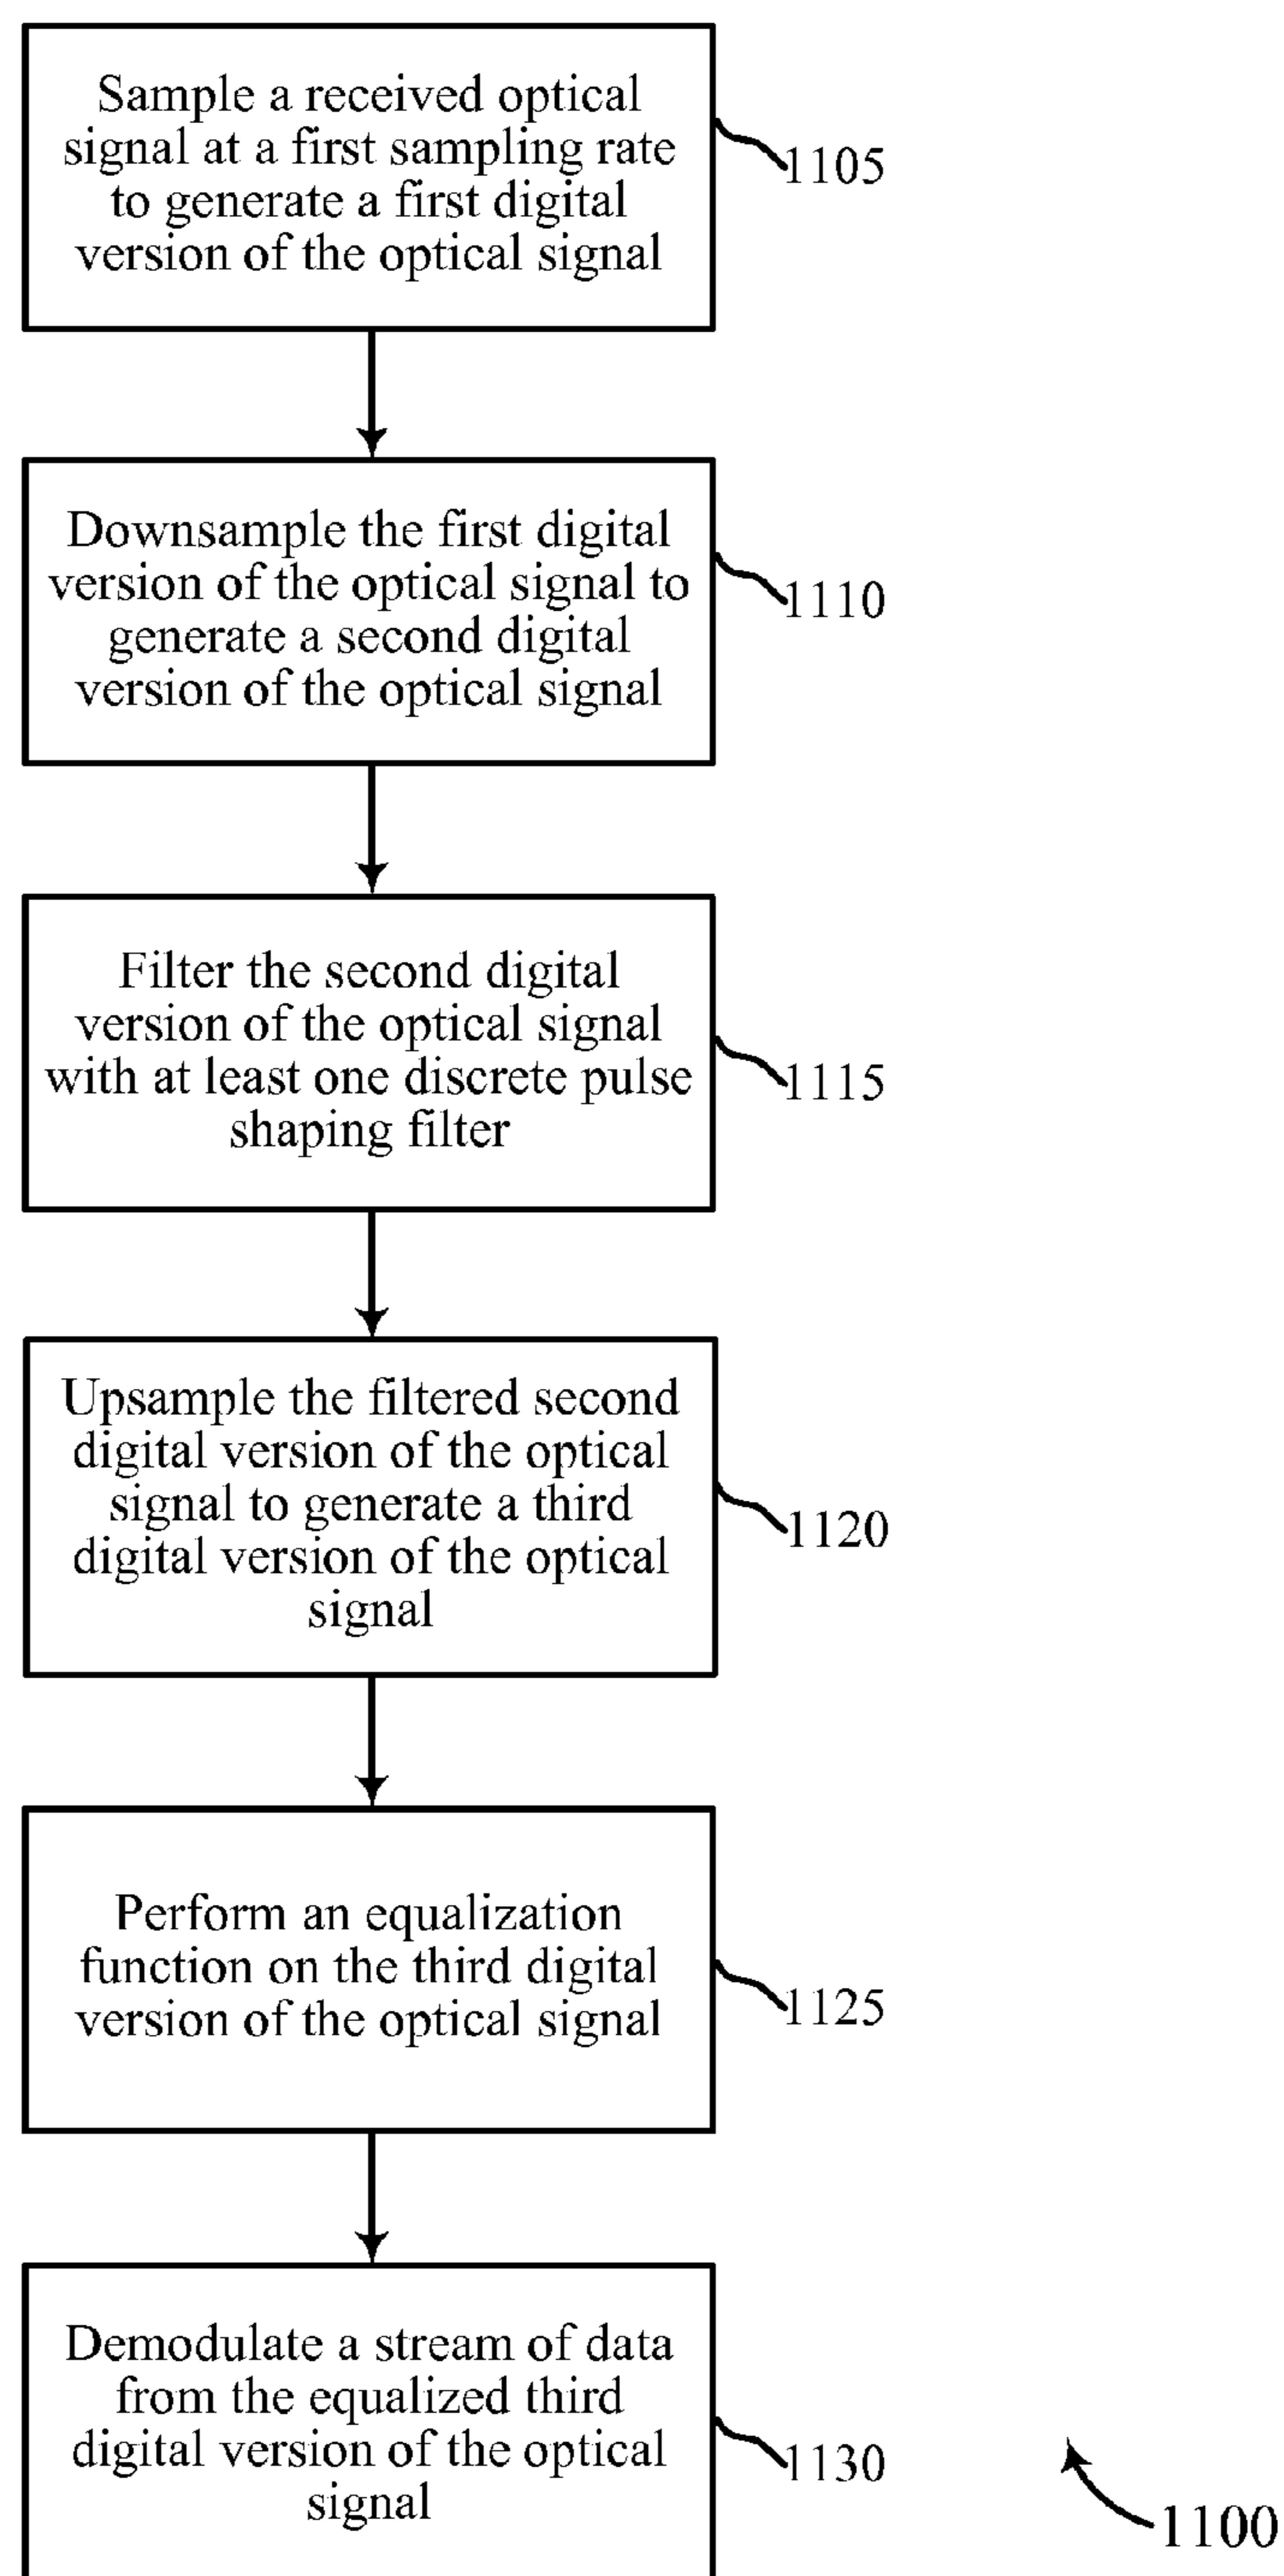 Sample a received optical
signal at a first sampling rate
to generate a first digital
version of the optical signal
1105
Downsample the first digital
version of the optical signal to
generate a second digital
version of the optical signal
1110
Filter the second digital
version of the optical signal
with at least one discrete pulse
shaping filter
1115
Upsample the filtered second
digital version of the optical
signal to generate a third
digital version of the optical
signal
1120
Perform an equalization
function on the third digital
version of the optical signal
1125
Demodulate a stream of data
from the equalized third
digital version of the optical
signal
1130
1100